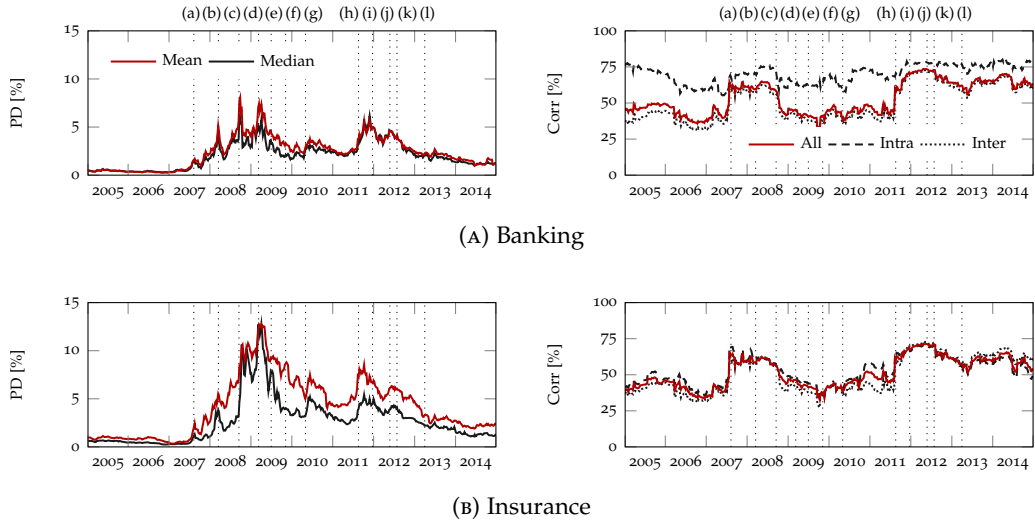 (a) (b) (c) (d) (e) (f) (g) (h) (i) (j) (k) (l)
15
10
5
0
PD [%]
Mean
Median
2005 2006 2007 2008 2009 2010 2011 2012 2013 2014
(a) (b) (c) (d) (e) (f) (g) (h) (i) (j) (k) (l)
100
75
50
25
0
Corr [%]
All
Intra
Inter
2005 2006 2007 2008 2009 2010 2011 2012 2013 2014
(A) Banking
(a) (b) (c) (d) (e) (f) (g) (h) (i) (j) (k) (l)
15
10
5
0
PD [%]
2005 2006 2007 2008 2009 2010 2011 2012 2013 2014
(a) (b) (c) (d) (e) (f) (g) (h) (i) (j) (k) (l)
100
75
50
25
0
Corr [%]
2005 2006 2007 2008 2009 2010 2011 2012 2013 2014
(B) Insurance